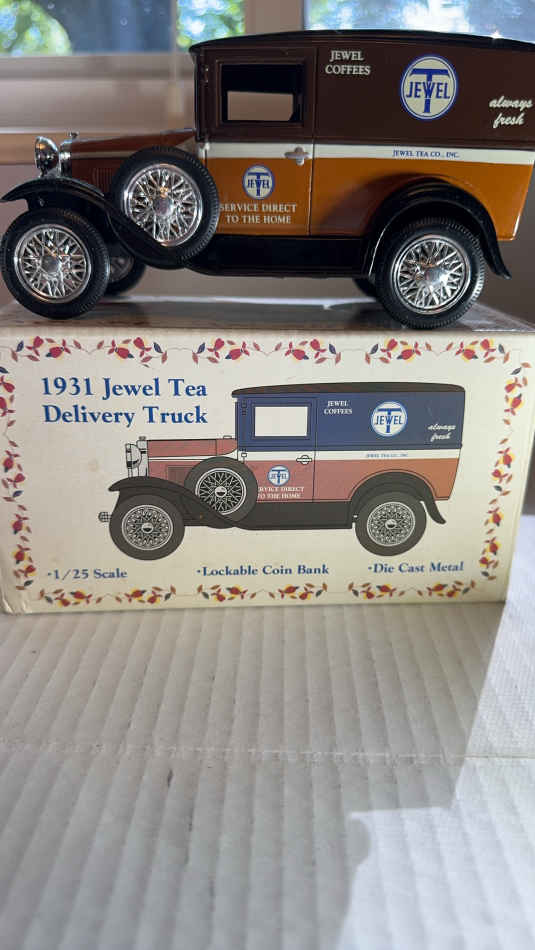 JEWEL
COFFEES
T
JEWEL
always
fresh
JEWEL TEA CO., INC.
T
JEWEL
SERVICE DIRECT
TO THE HOME
1931 Jewel Tea
Delivery Truck
JEWEL
COFFEES
T
JEWEL
always
fresh
JEWEL TEA CO., INC.
T
JEWEL
SERVICE DIRECT
TO THE HOME
·1/25 Scale
·Lockable Coin Bank
·Die Cast Metal